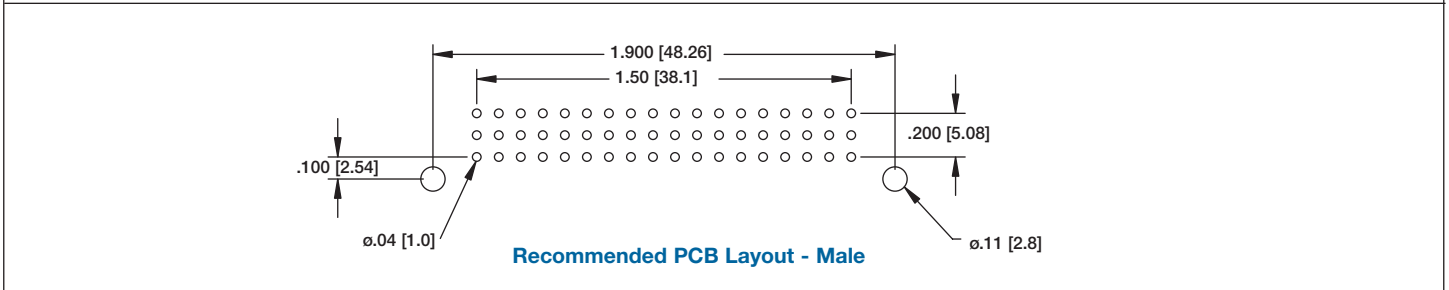 1.900 [48.26]
1.50 [38.1]
.200 [5.08]
.100 [2.54]
ø.04 [1.0]
ø.11 [2.8]
Recommended PCB Layout - Male